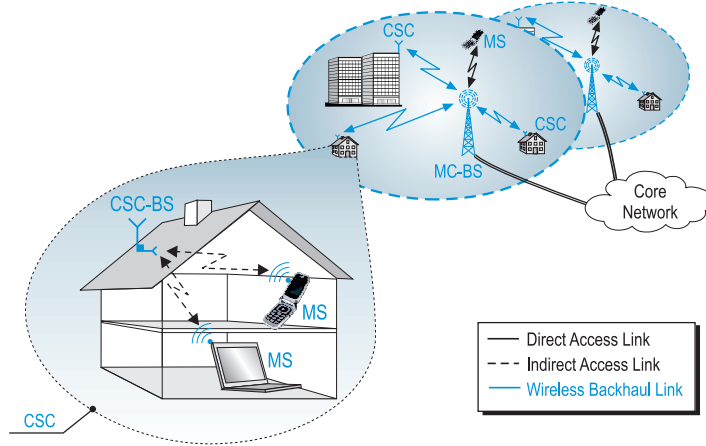 CSC
MS
CSC
MC-BS
Core
Network
CSC-BS
MS
MS
CSC
Direct Access Link
Indirect Access Link
Wireless Backhaul Link